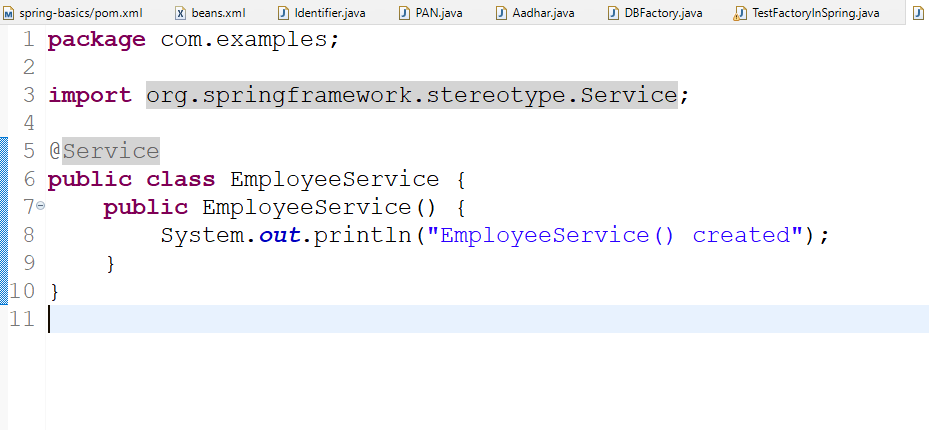 spring-basics/pom.xml beans.xml Identifier.java PAN.java Aadhar.java DBFactory.java TestFactoryInSpring.java
1 package com.examples;
2
3 import org.springframework.stereotype.Service;
4
5 @Service
6 public class EmployeeService {
7 public EmployeeService() {
8 System.out.println("EmployeeService() created");
9 }
10 }
11